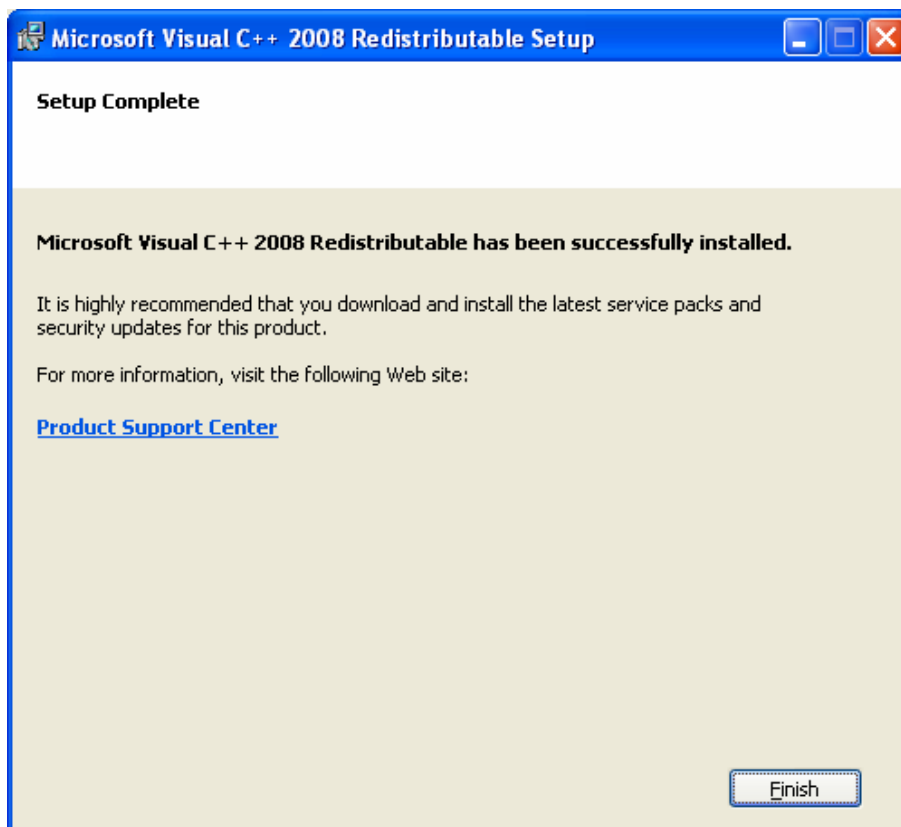 Microsoft Visual C++ 2008 Redistributable Setup
Setup Complete
Microsoft Visual C++ 2008 Redistributable has been successfully installed.
It is highly recommended that you download and install the latest service packs and
security updates for this product.
For more information, visit the following Web site:
Product Support Center
Finish